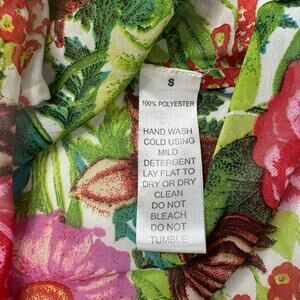 S
100% POLYESTER
HAND WASH
COLD USING
MILD
DETERGENT
LAY FLAT TO
DRY OR DRY
CLEAN
DO NOT
BLEACH
DO NOT
TUMBLE